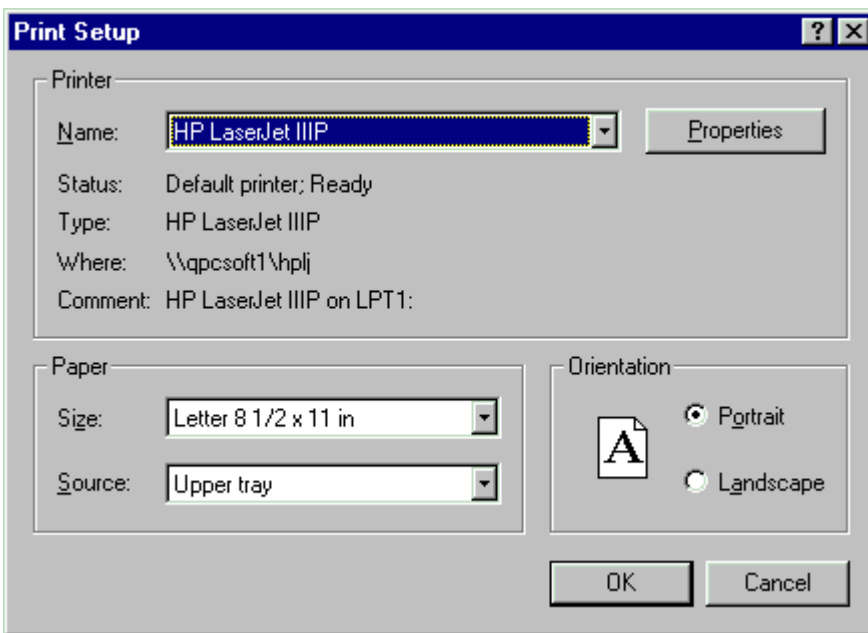 Print Setup
Printer
Name: HP LaserJet IIIP Properties
Status: Default printer; Ready
Type: HP LaserJet IIIP
Where: \\qpcsoft1\hplj
Comment: HP LaserJet IIIP on LPT1:
Paper
Size: Letter 8 1/2 x 11 in
Source: Upper tray
Orientation
A
Portrait
Landscape
OK Cancel